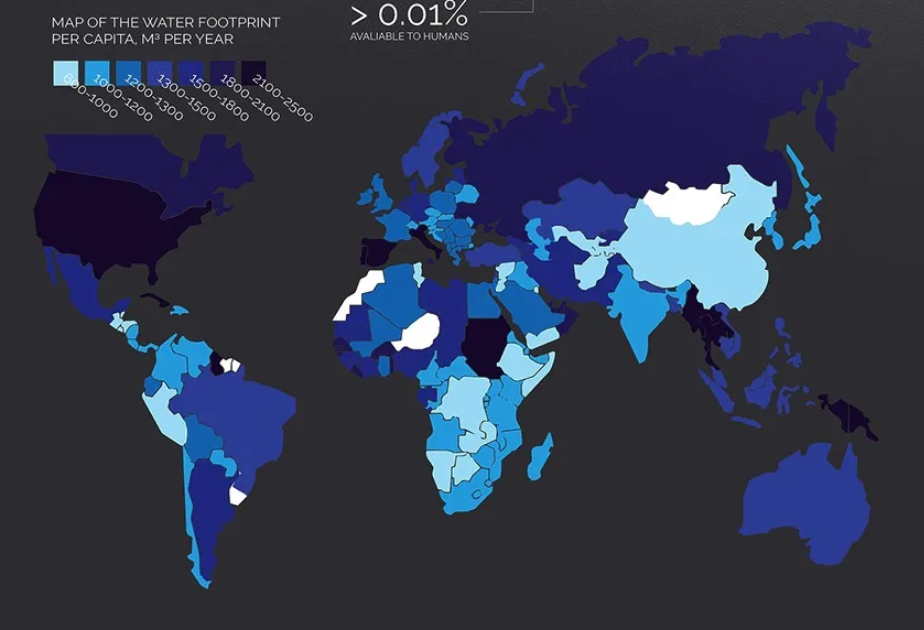 MAP OF THE WATER FOOTPRINT
PER CAPITA, M³ PER YEAR
> 0.01%
AVALIABLE TO HUMANS
600-1000
1000-1200
1200-1300
1300-1500
1500-1800
1800-2100
2100-2500